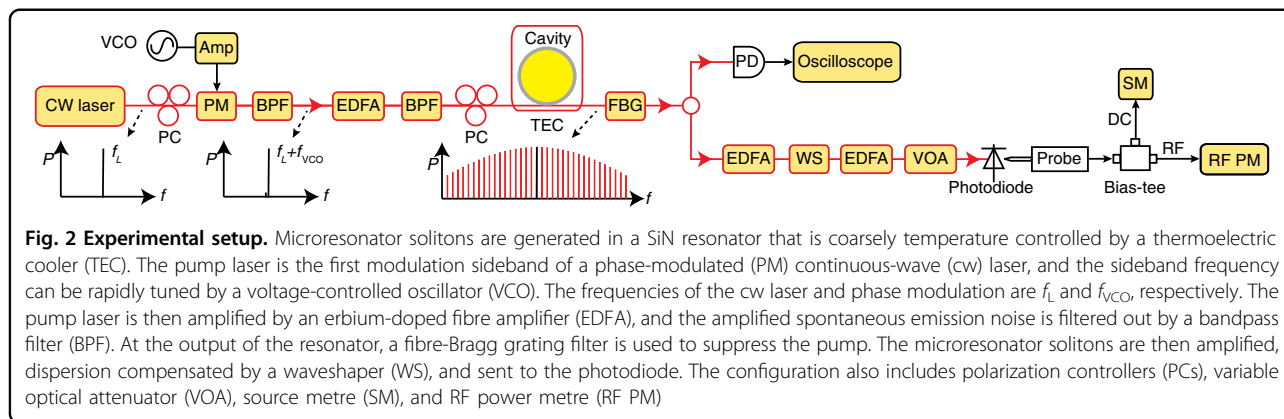 VCO
Amp
Cavity
PD
Oscilloscope
SM
DC
CW laser
PC
PM
BPF
EDFA
BPF
PC
TEC
FBG
P
fL
f
P
fL+fVCO
f
P
f
EDFA
WS
EDFA
VOA
Photodiode
Probe
Bias-tee
RF
RF PM
Fig. 2 Experimental setup. Microresonator solitons are generated in a SiN resonator that is coarsely temperature controlled by a thermoelectric
cooler (TEC). The pump laser is the first modulation sideband of a phase-modulated (PM) continuous-wave (cw) laser, and the sideband frequency
can be rapidly tuned by a voltage-controlled oscillator (VCO). The frequencies of the cw laser and phase modulation are fL and fVCO, respectively. The
pump laser is then amplified by an erbium-doped fibre amplifier (EDFA), and the amplified spontaneous emission noise is filtered out by a bandpass
filter (BPF). At the output of the resonator, a fibre-Bragg grating filter is used to suppress the pump. The microresonator solitons are then amplified,
dispersion compensated by a waveshaper (WS), and sent to the photodiode. The configuration also includes polarization controllers (PCs), variable
optical attenuator (VOA), source metre (SM), and RF power metre (RF PM)